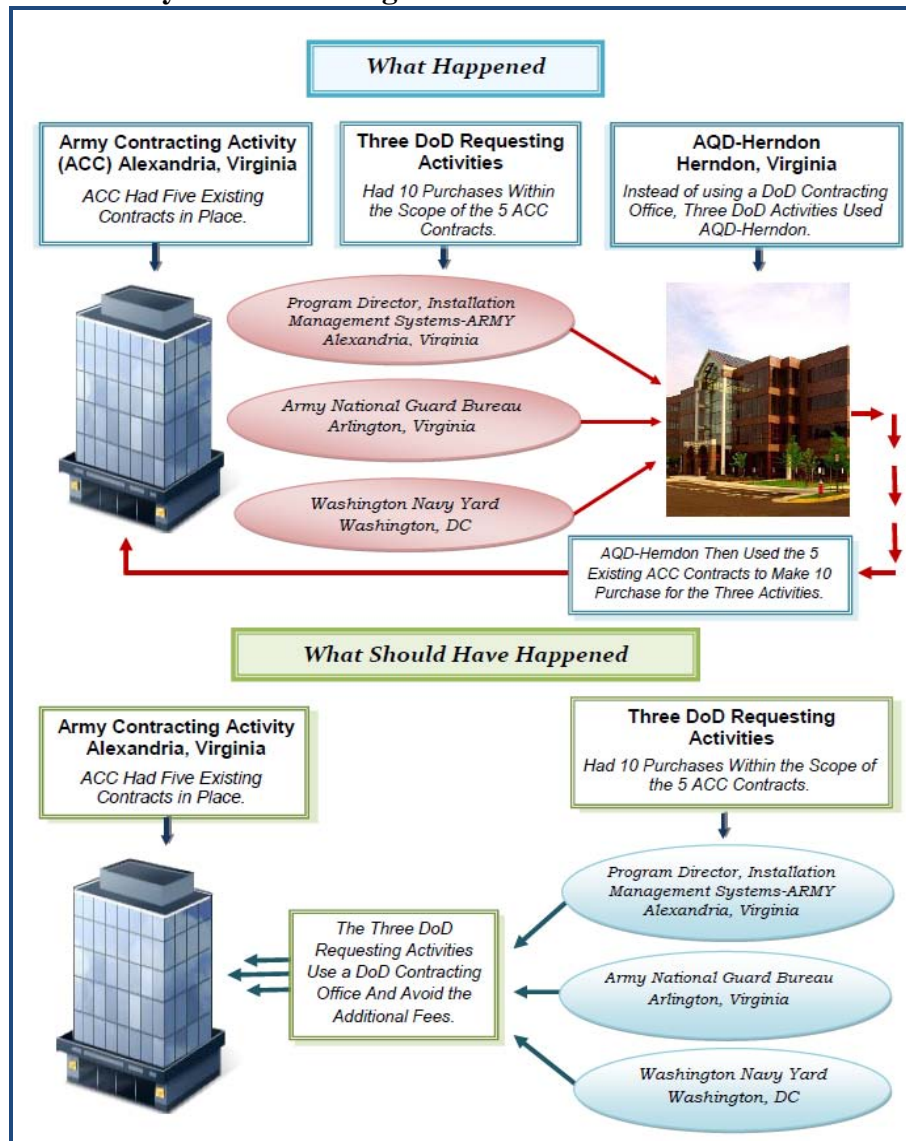 What Happened
Army Contracting Activity
(ACC) Alexandria, Virginia
ACC Had Five Existing
Contracts in Place.
Three DoD Requesting
Activities
Had 10 Purchases Within
the Scope of the 5 ACC
Contracts.
AQD-Herndon
Herndon, Virginia
Instead of using a DoD Contracting
Office, Three DoD Activities Used
AQD-Herndon.
Program Director, Installation
Management Systems-ARMY
Alexandria, Virginia
Army National Guard Bureau
Arlington, Virginia
Washington Navy Yard
Washington, DC
AQD-Herndon Then Used the 5
Existing ACC Contracts to Make 10
Purchase for the Three Activities.
What Should Have Happened
Army Contracting Activity
Alexandria, Virginia
ACC Had Five Existing
Contracts in Place.
Three DoD Requesting
Activities
Had 10 Purchases Within the Scope of
the 5 ACC Contracts.
The Three DoD
Requesting Activities
Use a DoD Contracting
Office And Avoid the
Additional Fees.
Program Director, Installation
Management Systems-ARMY
Alexandria, Virginia
Army National Guard Bureau
Arlington, Virginia
Washington Navy Yard
Washington, DC